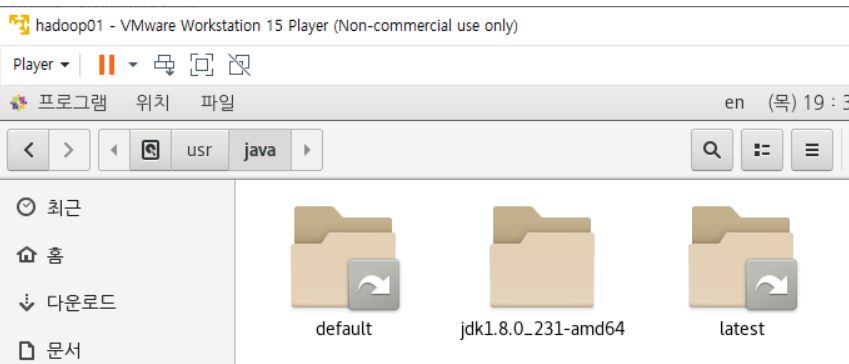 hadoop01 - VMware Workstation 15 Player (Non-commercial use only)
Player
프로그램 위치 파일 en (목) 19 : 3
usr java
최근
홈
다운로드
문서
default jdk1.8.0_231-amd64 latest